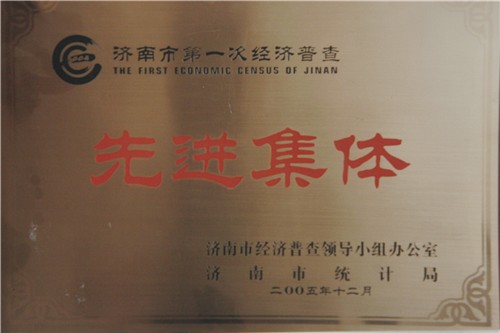 济南市第一次经济普查
THE FIRST ECONOMIC CENSUS OF JINAN
先进集体
济南市经济普查领导小组办公室
济南市统计局
二00五年十二月